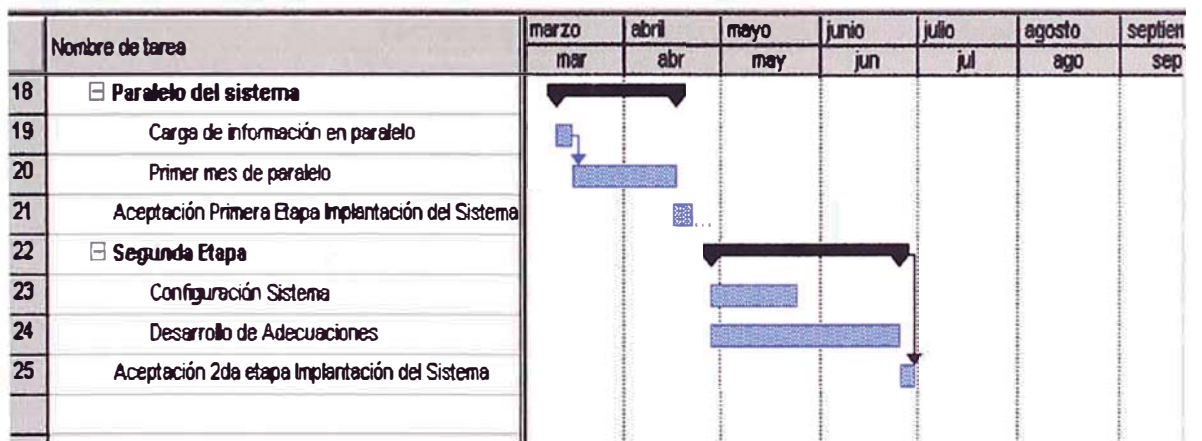 Nombre de tarea
marzo abril mayo junio julio agosto septien
mar abr may jun jul ago sep
18 Paralelo del sistema
19 Carga de información en paralelo
20 Primer mes de paralelo
21 Aceptación Primera Etapa Implantación del Sistema
22 Segunda Etapa
23 Configuración Sistema
24 Desarrollo de Adecuaciones
25 Aceptación 2da etapa Implantación del Sistema